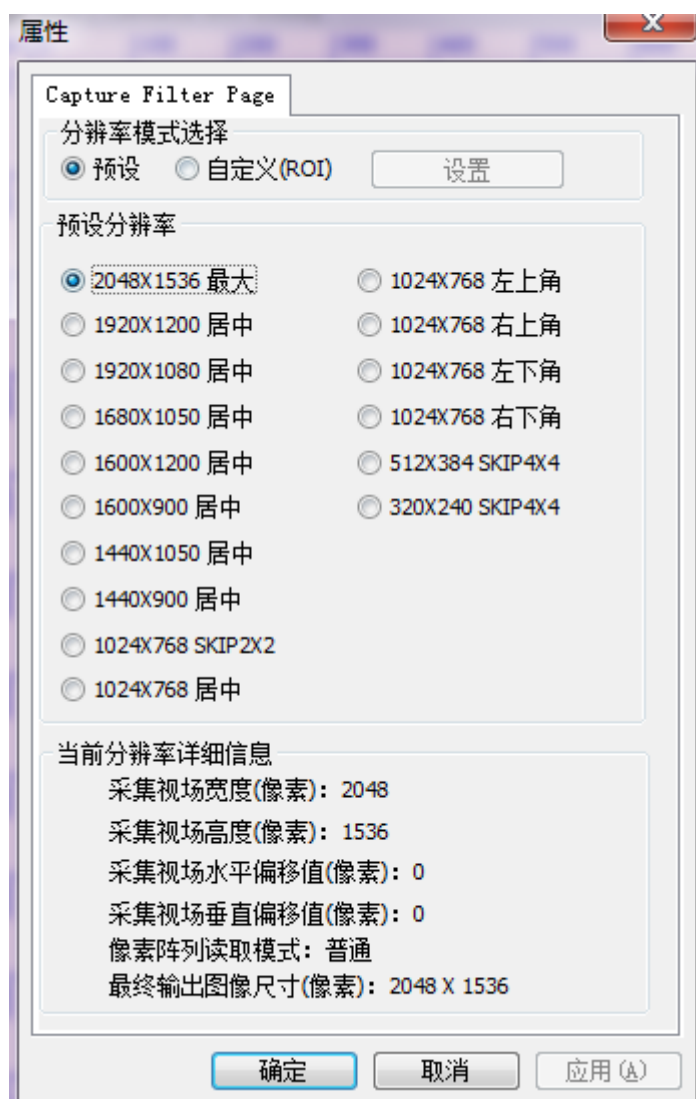 属性
Capture Filter Page
分辨率模式选择
预设 自定义(ROI) 设置
预设分辨率
2048X1536 最大 1024X768 左上角
1920X1200 居中 1024X768 右上角
1920X1080 居中 1024X768 左下角
1680X1050 居中 1024X768 右下角
1600X1200 居中 512X384 SKIP4X4
1600X900 居中 320X240 SKIP4X4
1440X1050 居中
1440X900 居中
1024X768 SKIP2X2
1024X768 居中
当前分辨率详细信息
采集视场宽度(像素): 2048
采集视场高度(像素): 1536
采集视场水平偏移值(像素): 0
采集视场垂直偏移值(像素): 0
像素阵列读取模式: 普通
最终输出图像尺寸(像素): 2048 X 1536
确定 取消 应用(A)